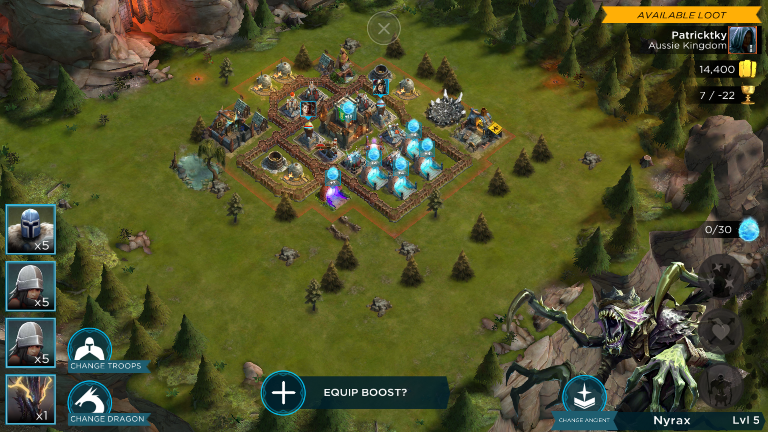 AVAILABLE LOOT
Patricktky
Aussie Kingdom
14,400
7 / -22
0/30
x5
x5
x5
x1
CHANGE TROOPS
CHANGE DRAGON
EQUIP BOOST?
CHANGE ANCIENT
Nyrax Lvl 5